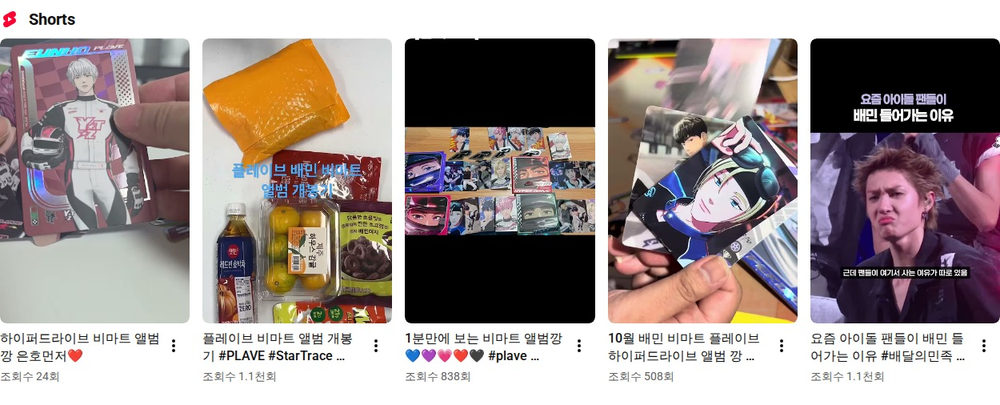 Shorts
EUNHO PLAVE
플레이브 배민 비마트
앨범 개봉기
요즘 아이돌 팬들이
배민 들어가는 이유
근데 팬들이 여기서 사는 이유가 따로 있음
하이퍼드라이브 비마트 앨범
깡 은호먼저❤️
조회수 24회
플레이브 비마트 앨범 개봉
기 #PLAVE #StarTrace ...
조회수 1.1천회
1분만에 보는 비마트 앨범깡
💙💜💗❤️🖤 #plave ...
조회수 838회
10월 배민 비마트 플레이브
하이퍼드라이브 앨범 깡 ...
조회수 508회
요즘 아이돌 팬들이 배민 들
어가는 이유 #배달의민족 ...
조회수 1.1천회